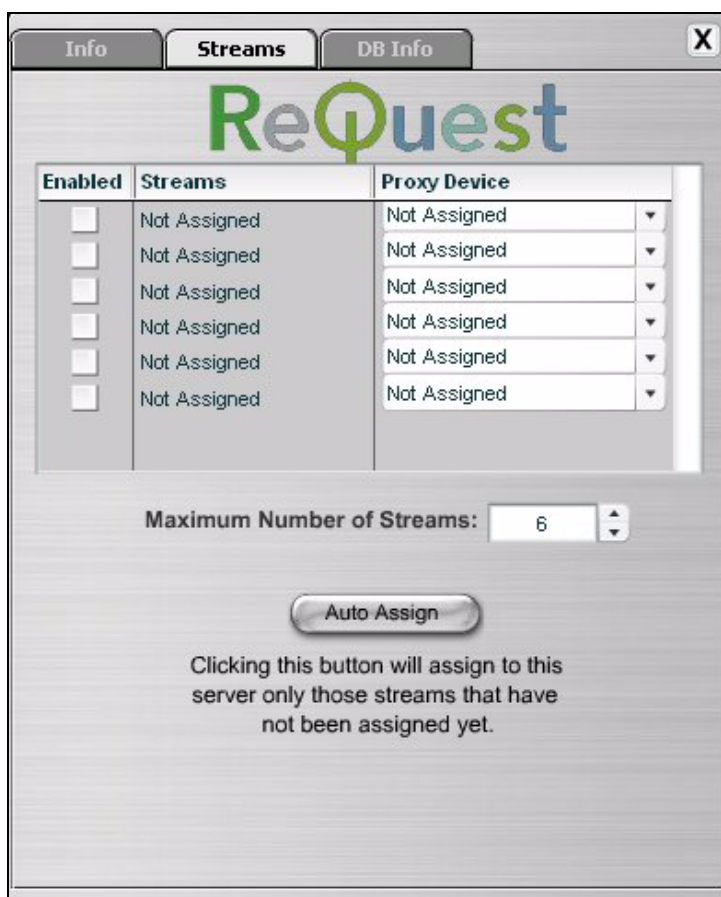 Info Streams DB Info X
ReQuest
Enabled Streams Proxy Device
Not Assigned Not Assigned
Not Assigned Not Assigned
Not Assigned Not Assigned
Not Assigned Not Assigned
Not Assigned Not Assigned
Not Assigned Not Assigned
Maximum Number of Streams: 6
Auto Assign
Clicking this button will assign to this
server only those streams that have
not been assigned yet.